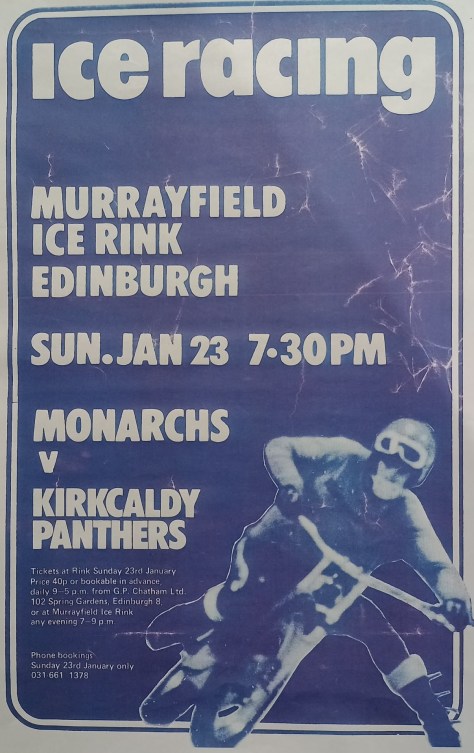 ice racing
MURRAYFIELD
ICE RINK
EDINBURGH
SUN. JAN 23 7·30PM
MONARCHS
v
KIRKCALDY
PANTHERS
Tickets at Rink Sunday 23rd January
Price 40p or bookable in advance,
daily 9–5 p.m. from G.P. Chatham Ltd.
102 Spring Gardens, Edinburgh 8,
or at Murrayfield Ice Rink
any evening 7–9 p.m
Phone bookings
Sunday 23rd January only
031 661 1378